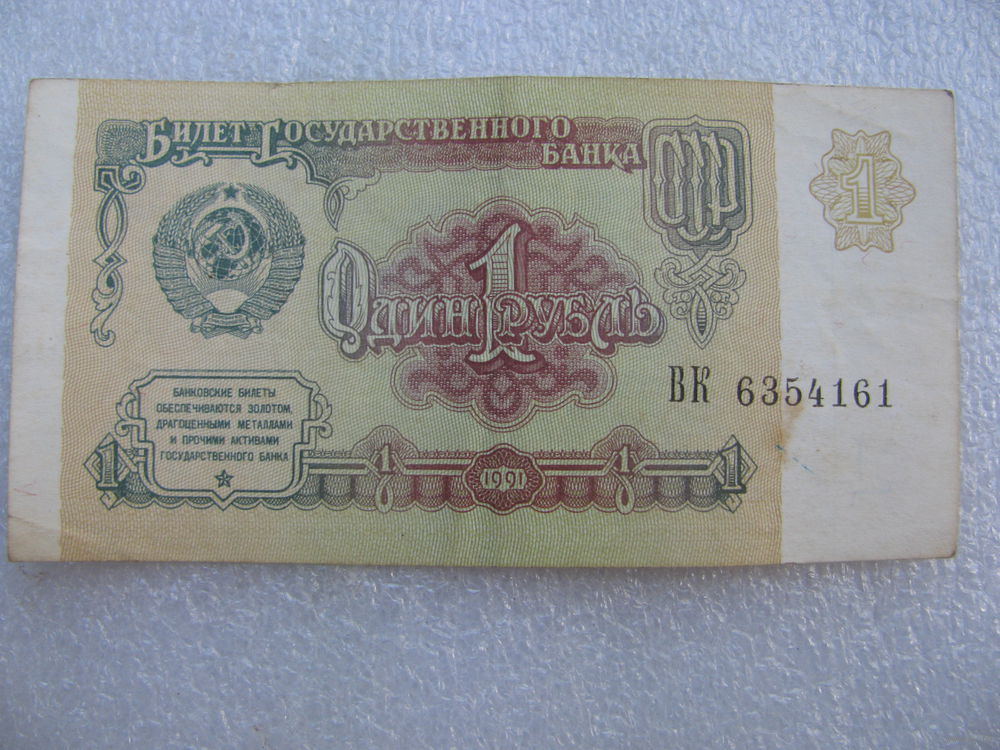 БИЛЕТ ГОСУДАРСТВЕННОГО
БАНКА
СССР
1
1
ОДИН РУБЛЬ
ВК 6354161
БАНКОВСКИЕ БИЛЕТЫ
ОБЕСПЕЧИВАЮТСЯ ЗОЛОТОМ,
ДРАГОЦЕННЫМИ МЕТАЛЛАМИ
И ПРОЧИМИ АКТИВАМИ
ГОСУДАРСТВЕННОГО БАНКА
1 1 1991 1 1